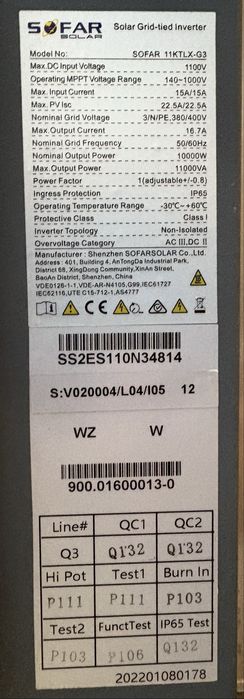 SOFAR
SOLAR
Solar Grid-tied Inverter
Model No: SOFAR 11KTLX-G3
Max.DC Input Voltage 1100V
Operating MPPT Voltage Range 140~1000V
Max. Input Current 15A/15A
Max. PV Isc 22.5A/22.5A
Nominal Grid Voltage 3/N/PE,380/400V
Max.Output Current 16.7A
Nominal Grid Frequency 50/60Hz
Nominal Output Power 10000W
Max.Output Power 11000VA
Power Factor 1(adjustable+/-0.8)
Ingress Protection IP65
Operating Temperature Range -30℃~+60℃
Protective Class Class I
Inverter Topology Non-Isolated
Overvoltage Category AC III,DC II
Manufacturer : Shenzhen SOFARSOLAR Co.,Ltd.
Address : 401, Building 4, AnTongDa Industrial Park,
District 68, XingDong Community,XinAn Street,
BaoAn District, Shenzhen, China
VDE0126-1-1,VDE-AR-N4105,G99,IEC61727
IEC62116,UTE C15-712-1,AS4777
SS2ES110N34814
S:V020004/L04/I05 12
WZ W
900.01600013-0
Line# QC1 QC2
Q3 Q132 Q132
Hi Pot Test1 Burn In
P111 P111 P103
Test2 FunctTest IP65 Test
P103 P106 Q132
202201080178